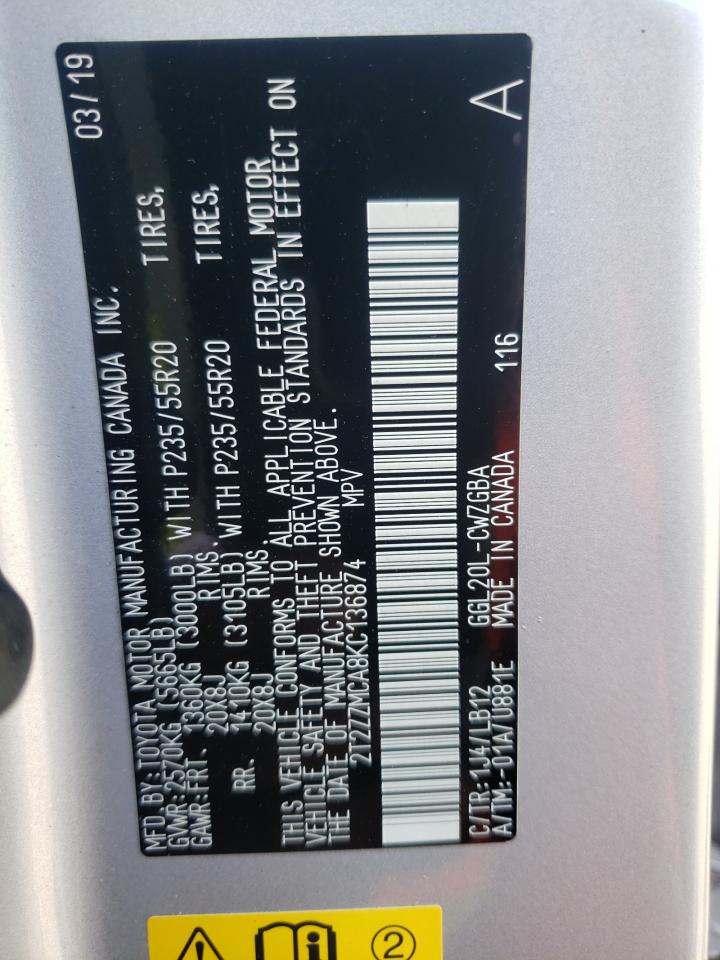 MFD.BY:TOYOTA MOTOR MANUFACTURING CANADA INC. 03/19
GVWR:2570KG (5665LB)
GAWR:FRT. 1360KG (3000LB) WITH P235/55R20 TIRES,
20X8J RIMS.
RR. 1410KG (3105LB) WITH P235/55R20 TIRES,
20X8J RIMS
THIS VEHICLE CONFORMS TO ALL APPLICABLE FEDERAL MOTOR
VEHICLE SAFETY AND THEFT PREVENTION STANDARDS IN EFFECT ON
THE DATE OF MANUFACTURE SHOWN ABOVE.
2T2ZZMCA8KC136874 MPV
C/TR:1J4/LB12 GGL20L-CWZGBA 116 A
A/TM:-01A/U881E MADE IN CANADA
2